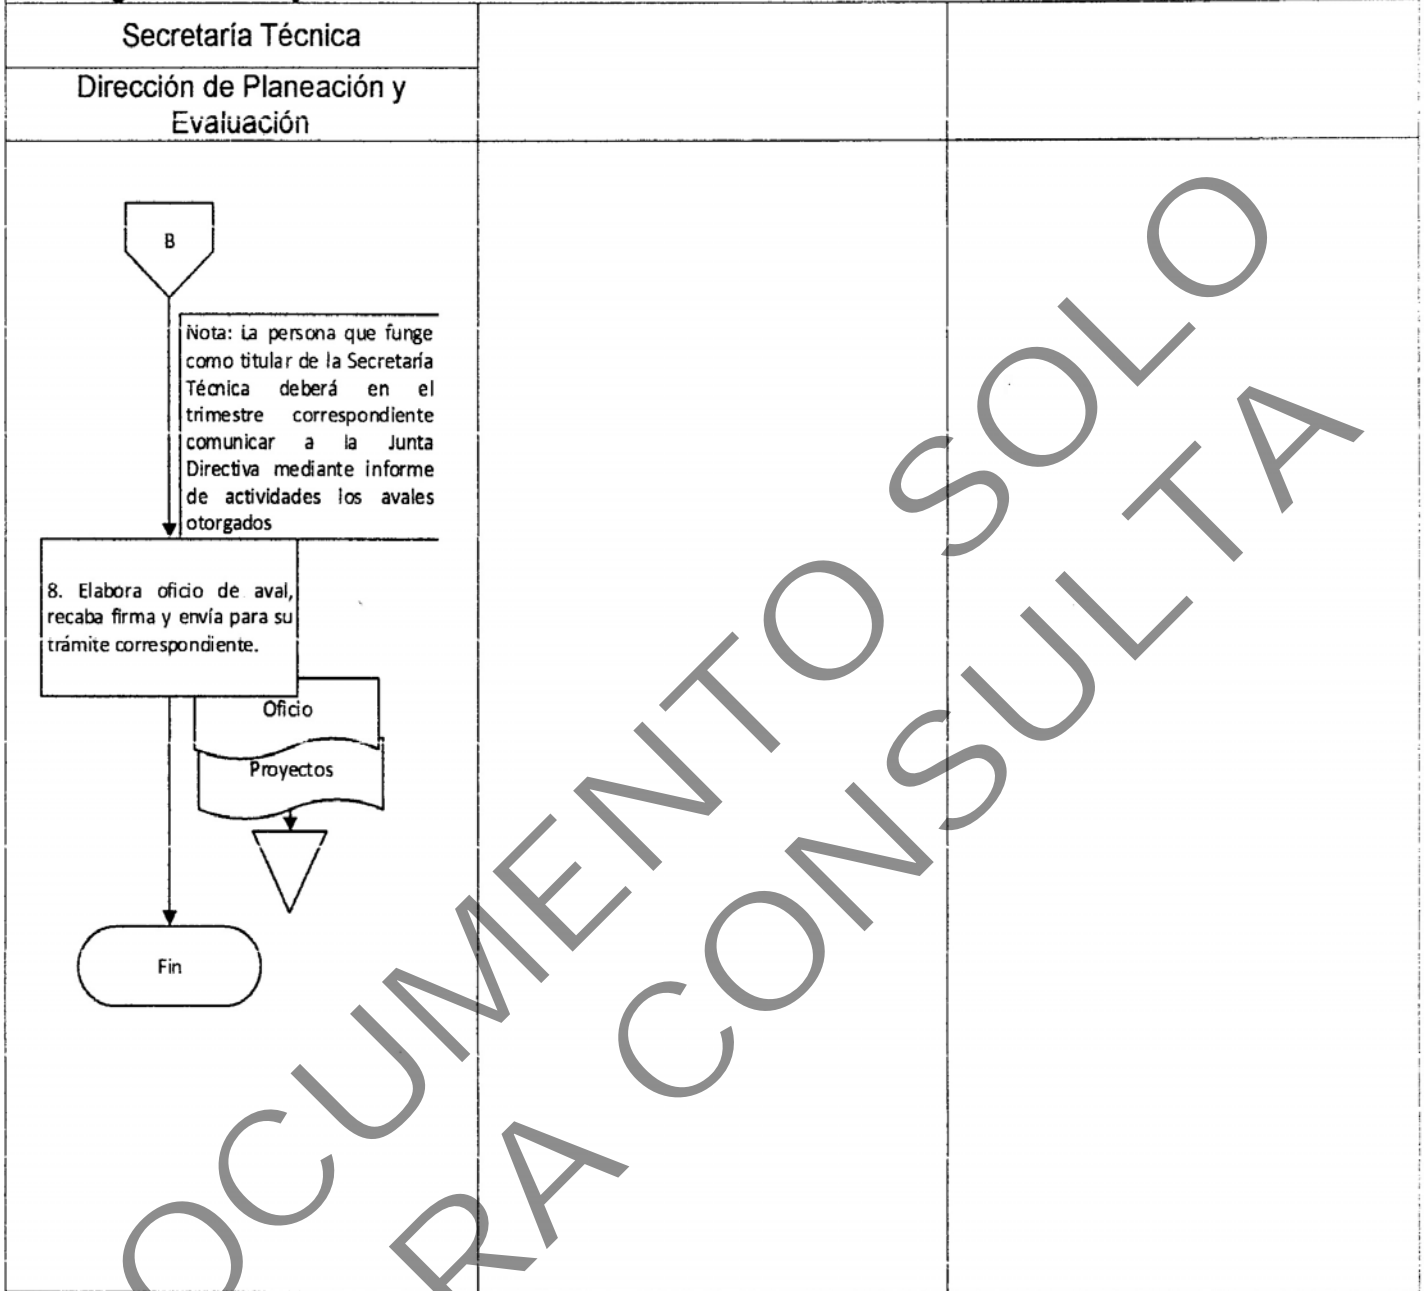 Secretaría Técnica
Dirección de Planeación y
Evaluación
B
Nota: La persona que funge
como titular de la Secretaría
Técnica deberá en el
trimestre correspondiente
comunicar a la Junta
Directiva mediante informe
de actividades los avales
otorgados
8. Elabora oficio de aval,
recaba firma y envía para su
trámite correspondiente.
Oficio
Proyectos
Fin
OCUMENTO SOLO
RA CONSULTA